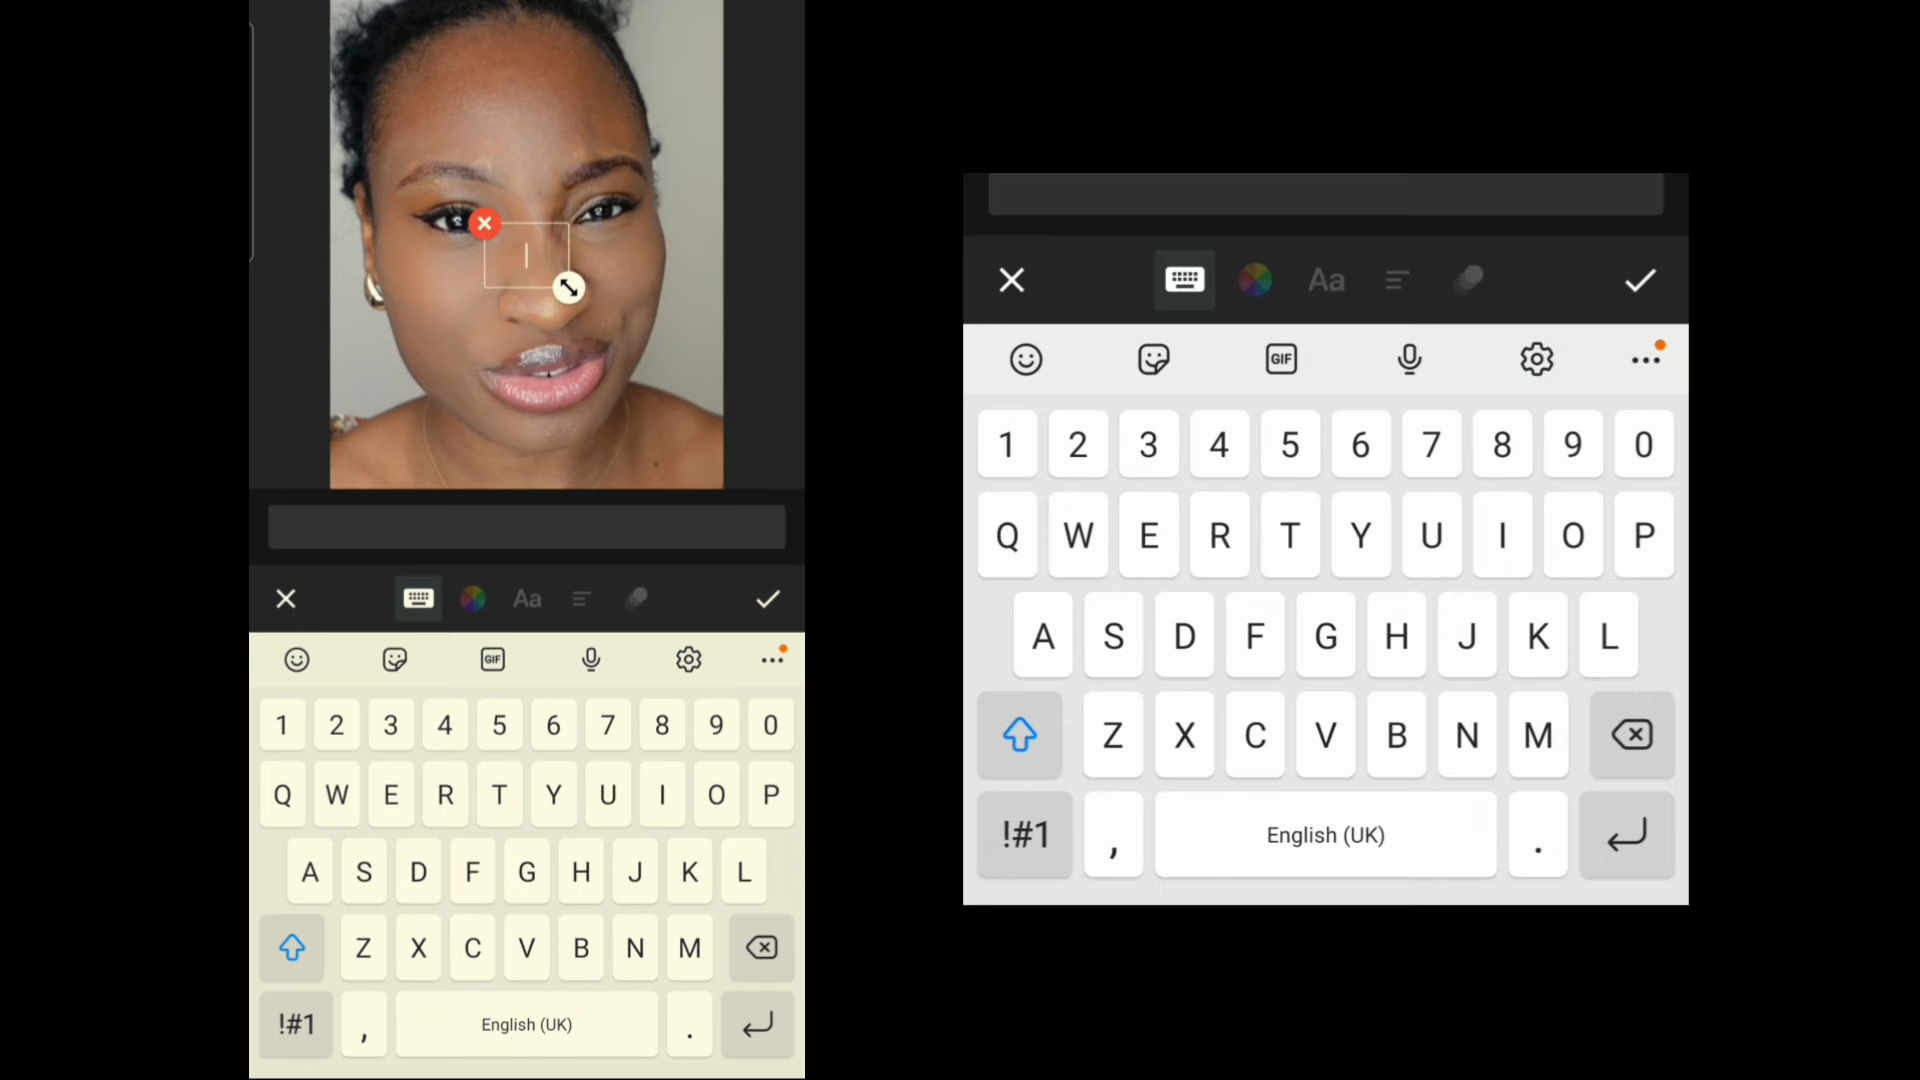 Aa
GIF
1 2 3 4 5 6 7 8 9 0
Q W E R T Y U I O P
A S D F G H J K L
Z X C V B N M
!#1 , English (UK) .
Aa
GIF
1 2 3 4 5 6 7 8 9 0
Q W E R T Y U I O P
A S D F G H J K L
Z X C V B N M
!#1 , English (UK) .